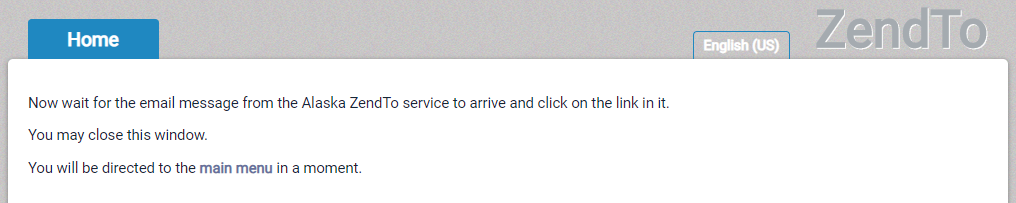 Home
English (US)
ZendTo
Now wait for the email message from the Alaska ZendTo service to arrive and click on the link in it.
You may close this window.
You will be directed to the main menu in a moment.